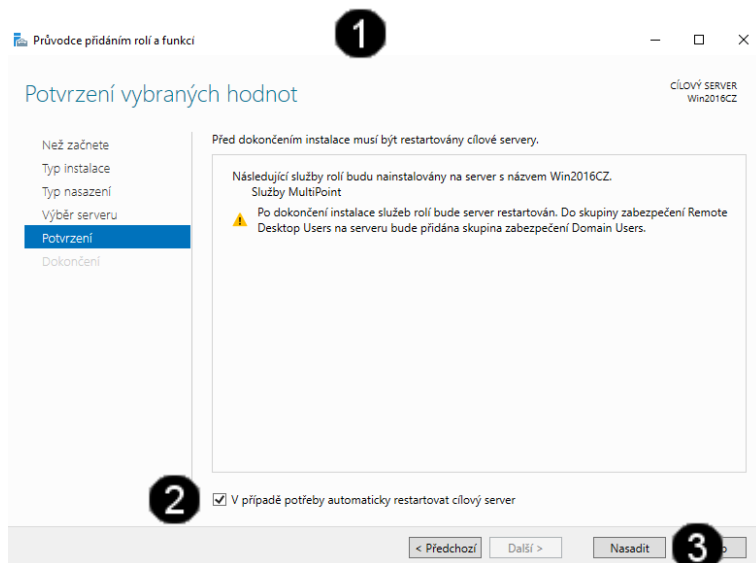 1
Průvodce přidáním rolí a funkcí
Potvrzení vybraných hodnot
CÍLOVÝ SERVER
Win2016CZ
Než začnete
Typ instalace
Typ nasazení
Výběr serveru
Potvrzení
Dokončení
Před dokončením instalace musí být restartovány cílové servery.
Následující služby rolí budu nainstalovány na server s názvem Win2016CZ.
Služby MultiPoint
Po dokončení instalace služeb rolí bude server restartován. Do skupiny zabezpečení Remote
Desktop Users na serveru bude přidána skupina zabezpečení Domain Users.
2
V případě potřeby automaticky restartovat cílový server
< Předchozí
Další >
Nasadit
3